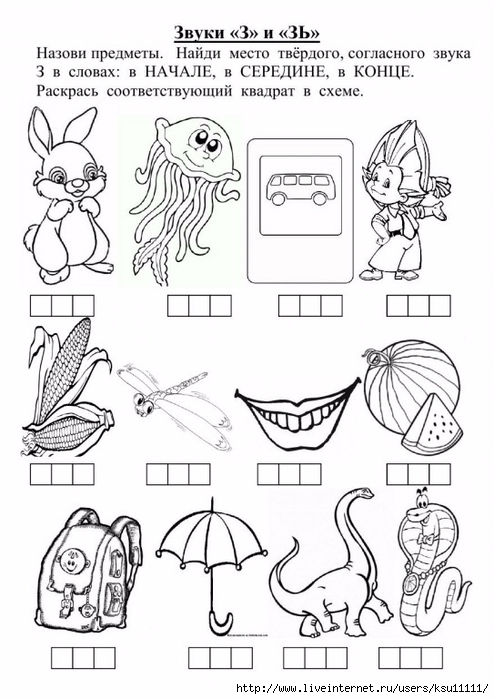 Звуки «З» и «ЗЬ»
Назови предметы. Найди место твёрдого, согласного звука
З в словах: в НАЧАЛЕ, в СЕРЕДИНЕ, в КОНЦЕ.
Раскрась соответствующий квадрат в схеме.
http://www.liveinternet.ru/users/ksu11111/